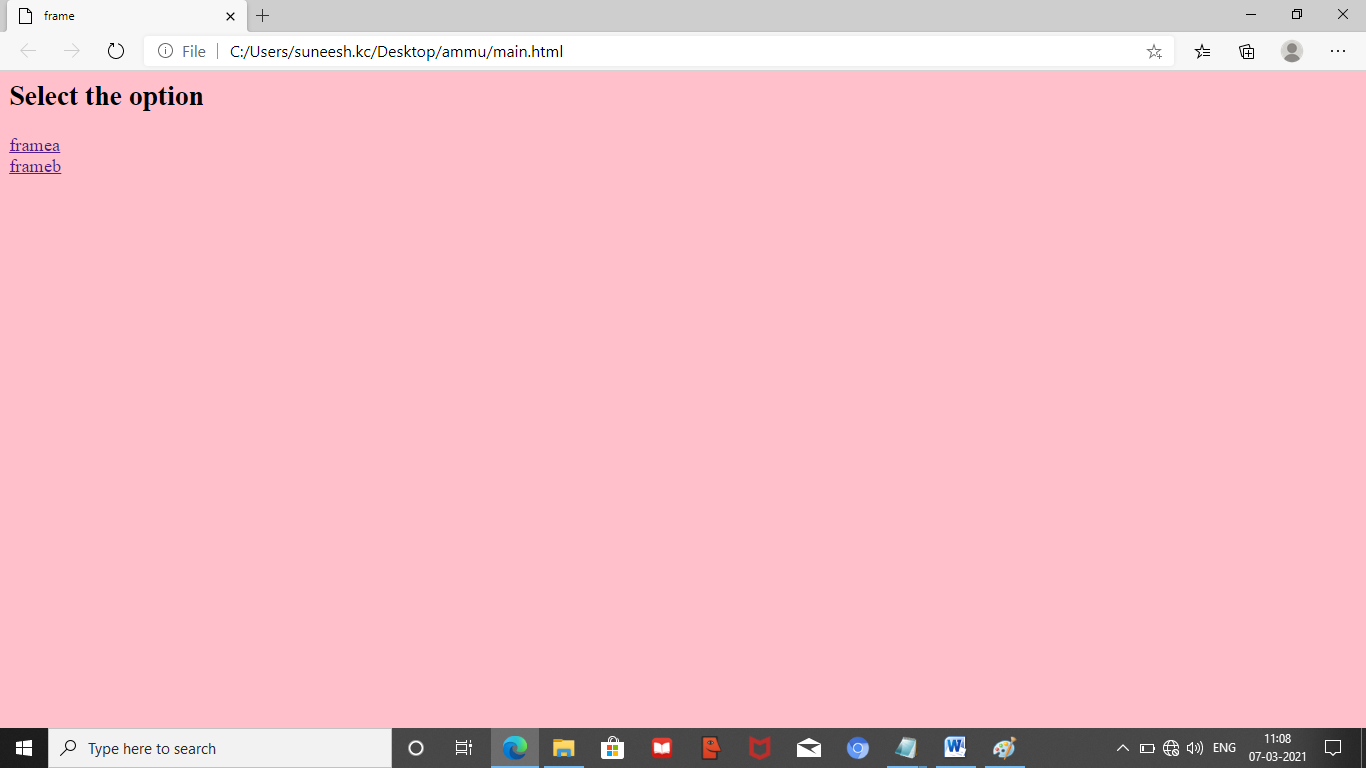 frame
File
C:/Users/suneesh.kc/Desktop/ammu/main.html
Select the option
framea
frameb
Type here to search
ENG
11:08
07-03-2021